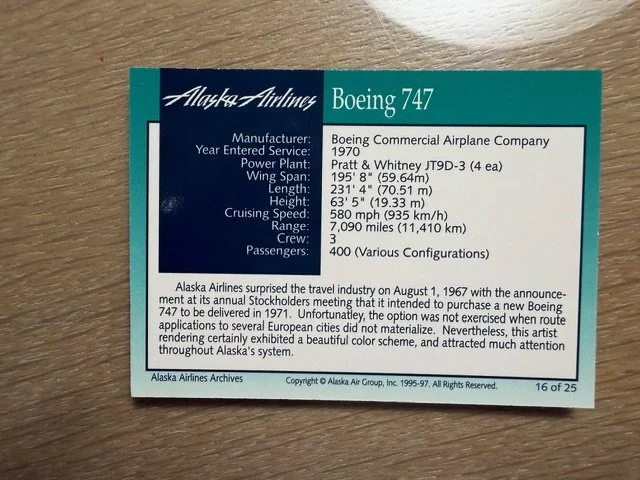 Alaska Airlines Boeing 747
Manufacturer: Boeing Commercial Airplane Company
Year Entered Service: 1970
Power Plant: Pratt & Whitney JT9D-3 (4 ea)
Wing Span: 195' 8" (59.64m)
Length: 231' 4" (70.51 m)
Height: 63' 5" (19.33 m)
Cruising Speed: 580 mph (935 km/h)
Range: 7,090 miles (11,410 km)
Crew: 3
Passengers: 400 (Various Configurations)
Alaska Airlines surprised the travel industry on August 1, 1967 with the announce-
ment at its annual Stockholders meeting that it intended to purchase a new Boeing
747 to be delivered in 1971. Unfortunatley, the option was not exercised when route
applications to several European cities did not materialize. Nevertheless, this artist
rendering certainly exhibited a beautiful color scheme, and attracted much attention
throughout Alaska's system.
Alaska Airlines Archives Copyright © Alaska Air Group, Inc. 1995-97. All Rights Reserved. 16 of 25